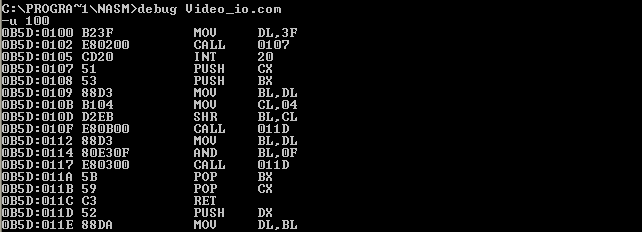 C:\PROGRA~1\NASM>debug Video_io.com
-u 100
0B5D:0100 B23F MOV DL,3F
0B5D:0102 E80200 CALL 0107
0B5D:0105 CD20 INT 20
0B5D:0107 51 PUSH CX
0B5D:0108 53 PUSH BX
0B5D:0109 88D3 MOV BL,DL
0B5D:010B B104 MOV CL,04
0B5D:010D D2EB SHR BL,CL
0B5D:010F E80B00 CALL 011D
0B5D:0112 88D3 MOV BL,DL
0B5D:0114 80E30F AND BL,0F
0B5D:0117 E80300 CALL 011D
0B5D:011A 5B POP BX
0B5D:011B 59 POP CX
0B5D:011C C3 RET
0B5D:011D 52 PUSH DX
0B5D:011E 88DA MOV DL,BL